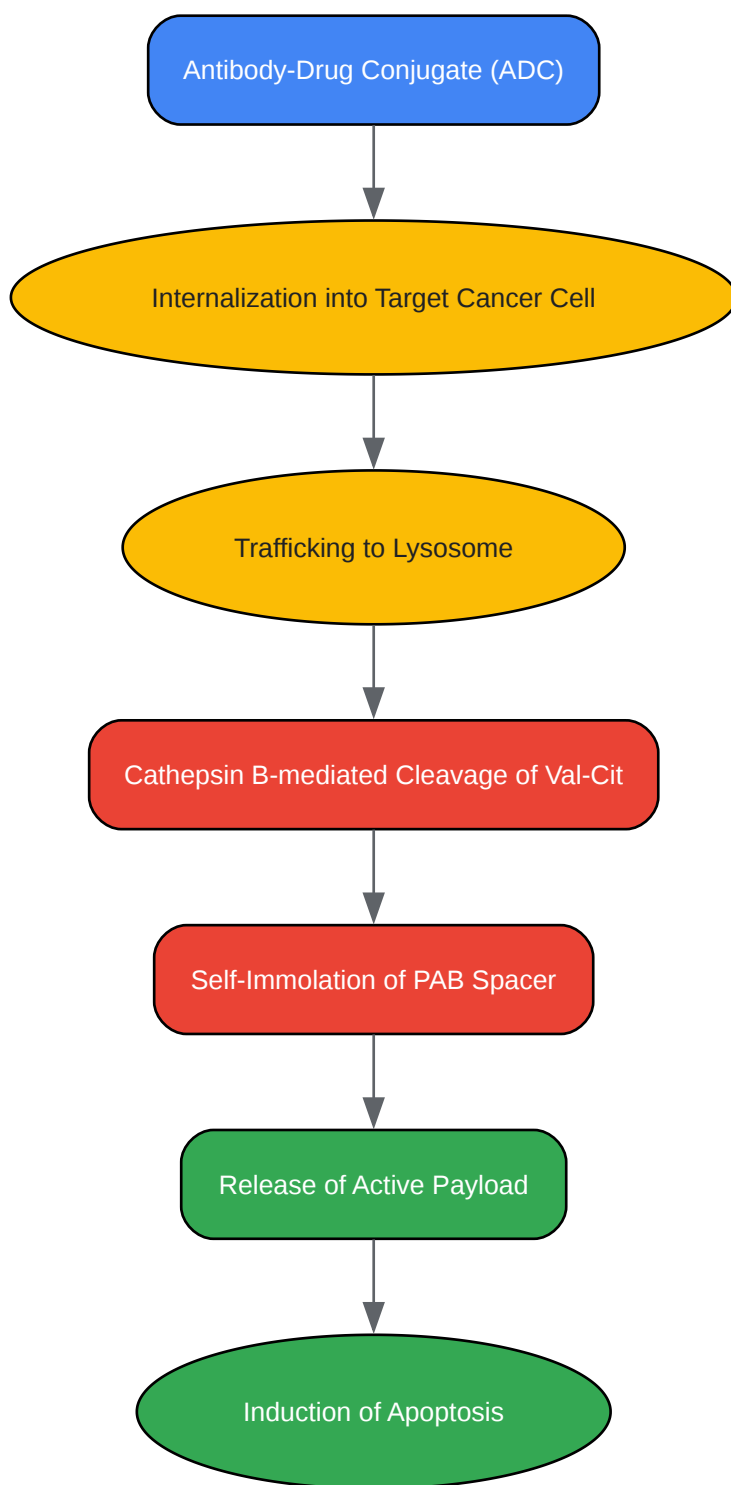 Antibody-Drug Conjugate (ADC)
Internalization into Target Cancer Cell
Trafficking to Lysosome
Cathepsin B-mediated Cleavage of Val-Cit
Self-Immolation of PAB Spacer
Release of Active Payload
Induction of Apoptosis